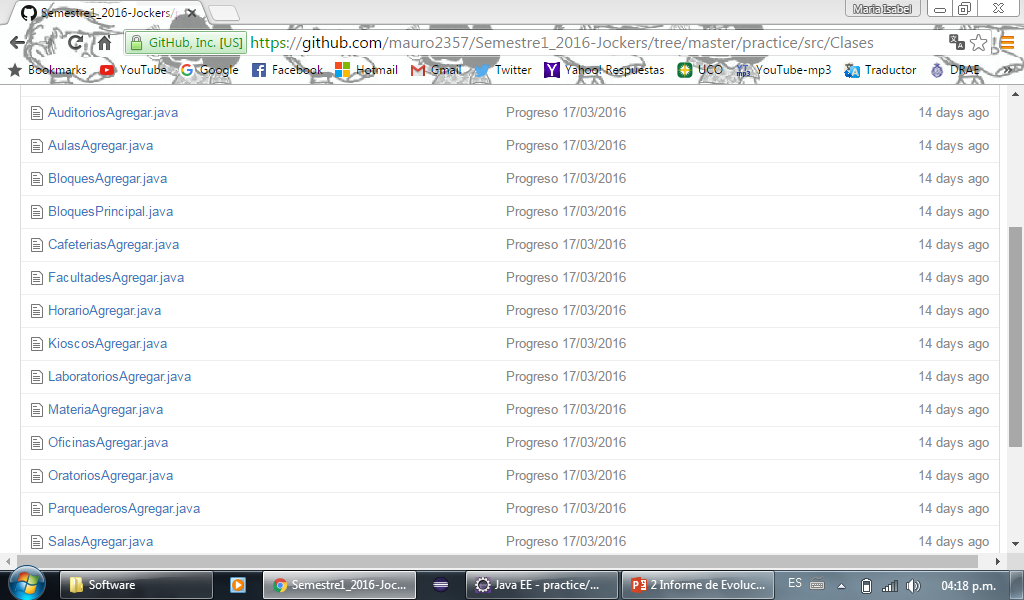 Semestre1_2016-Jockers/
Maria Isabel
GitHub, Inc. [US] https://github.com/mauro2357/Semestre1_2016-Jockers/tree/master/practice/src/Clases
Bookmarks YouTube Google Facebook Hotmail Gmail Twitter Yahoo! Respuestas UCO YouTube-mp3 Traductor DRAE »
AuditoriosAgregar.java Progreso 17/03/2016 14 days ago
AulasAgregar.java Progreso 17/03/2016 14 days ago
BloquesAgregar.java Progreso 17/03/2016 14 days ago
BloquesPrincipal.java Progreso 17/03/2016 14 days ago
CafeteriasAgregar.java Progreso 17/03/2016 14 days ago
FacultadesAgregar.java Progreso 17/03/2016 14 days ago
HorarioAgregar.java Progreso 17/03/2016 14 days ago
KioscosAgregar.java Progreso 17/03/2016 14 days ago
LaboratoriosAgregar.java Progreso 17/03/2016 14 days ago
MateriaAgregar.java Progreso 17/03/2016 14 days ago
OficinasAgregar.java Progreso 17/03/2016 14 days ago
OratoriosAgregar.java Progreso 17/03/2016 14 days ago
ParqueaderosAgregar.java Progreso 17/03/2016 14 days ago
SalasAgregar.java Progreso 17/03/2016 14 days ago
Software Semestre1_2016-Joc... Java EE - practice/... 2 Informe de Evoluc... ES 04:18 p.m.